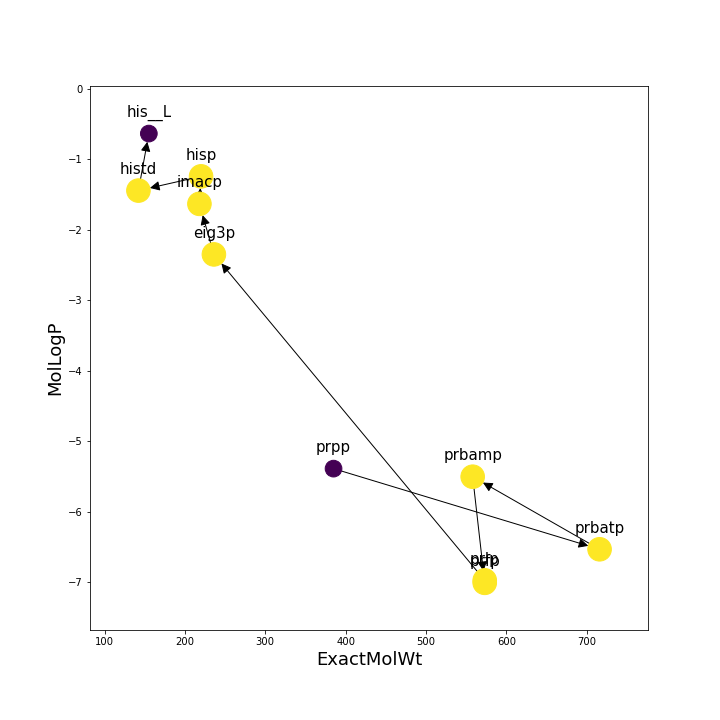 0
his__L
-1
hisp
histd
imacp
-2
eig3p
-3
MolLogP
-4
-5
prpp
prbamp
-6
prbatp
prlp
-7
100 200 300 400 500 600 700
ExactMolWt